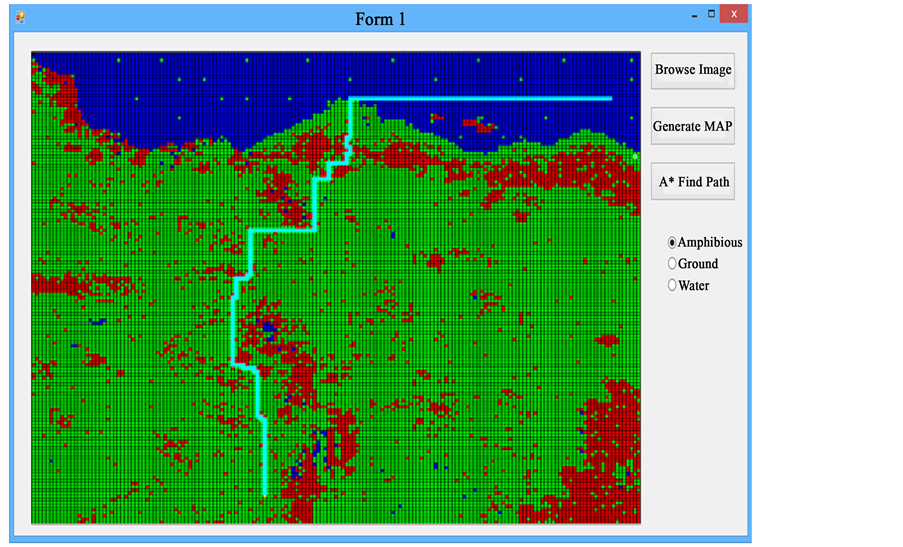 Form 1
Browse Image
Generate MAP
A* Find Path
Amphibious
Ground
Water